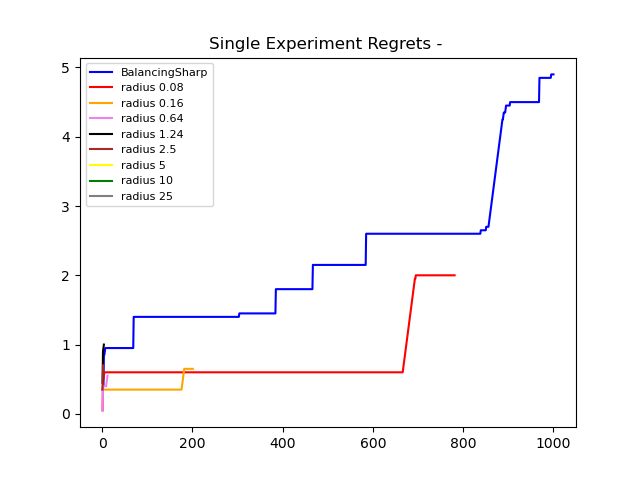 Single Experiment Regrets -
BalancingSharp
radius 0.08
radius 0.16
radius 0.64
radius 1.24
radius 2.5
radius 5
radius 10
radius 25
5
4
3
2
1
0
0 200 400 600 800 1000